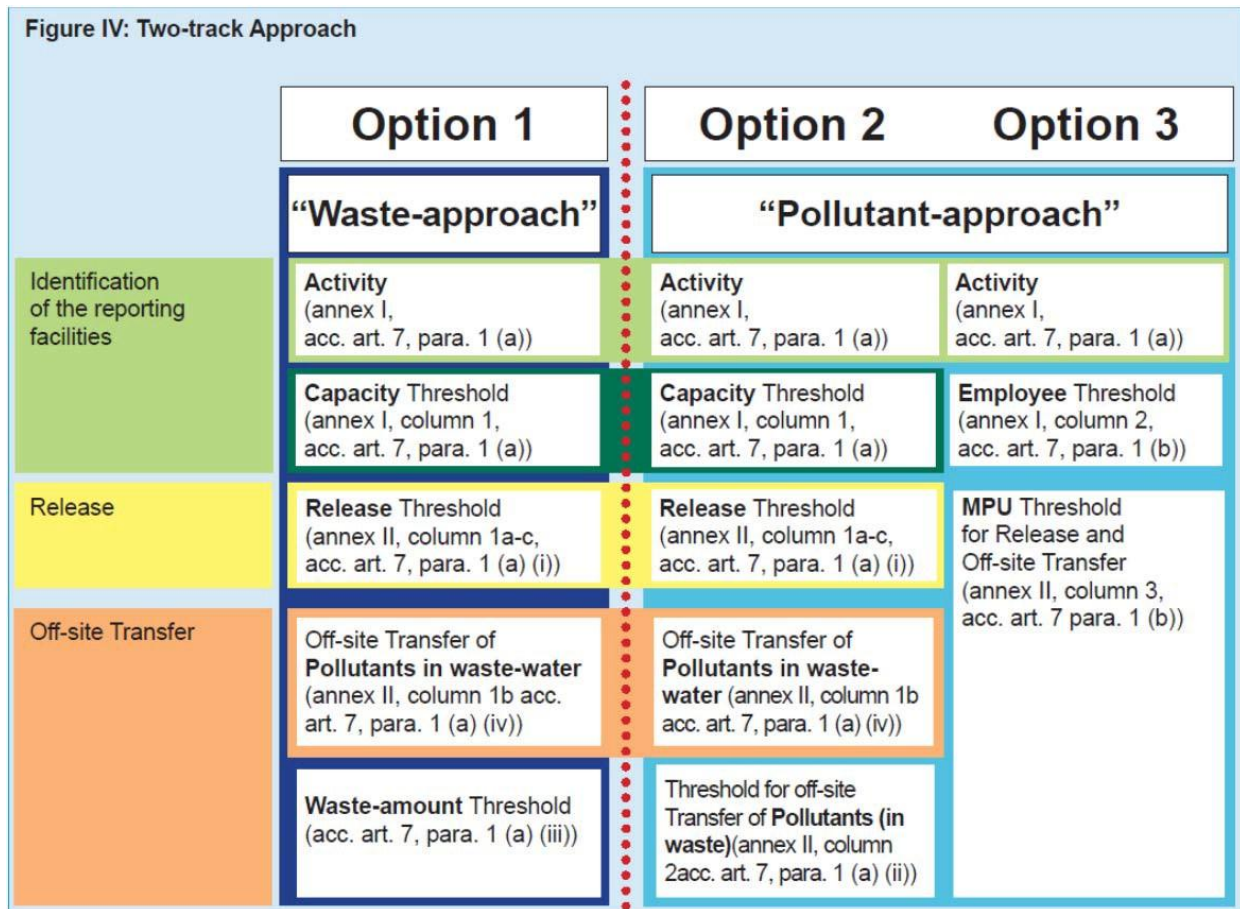 Figure IV: Two-track Approach
Option 1
Option 2
Option 3
“Waste-approach”
“Pollutant-approach”
Identification
of the reporting
facilities
Activity
(annex I,
acc. art. 7, para. 1 (a))
Activity
(annex I,
acc. art. 7, para. 1 (a))
Activity
(annex I,
acc. art. 7, para. 1 (a))
Capacity Threshold
(annex I, column 1,
acc. art. 7, para. 1 (a))
Capacity Threshold
(annex I, column 1,
acc. art. 7, para. 1 (a))
Employee Threshold
(annex I, column 2,
acc. art. 7, para. 1 (b))
Release
Release Threshold
(annex II, column 1a-c,
acc. art. 7, para. 1 (a) (i))
Release Threshold
(annex II, column 1a-c,
acc. art. 7, para. 1 (a) (i))
MPU Threshold
for Release and
Off-site Transfer
(annex II, column 3,
acc. art. 7 para. 1 (b))
Off-site Transfer
Off-site Transfer of
Pollutants in waste-water
(annex II, column 1b acc.
art. 7, para. 1 (a) (iv))
Off-site Transfer of
Pollutants in waste-
water (annex II, column 1b
acc. art. 7, para. 1 (a) (iv))
Waste-amount Threshold
(acc. art. 7, para. 1 (a) (iii))
Threshold for off-site
Transfer of Pollutants (in
waste)(annex II, column
2acc. art. 7, para. 1 (a) (ii))